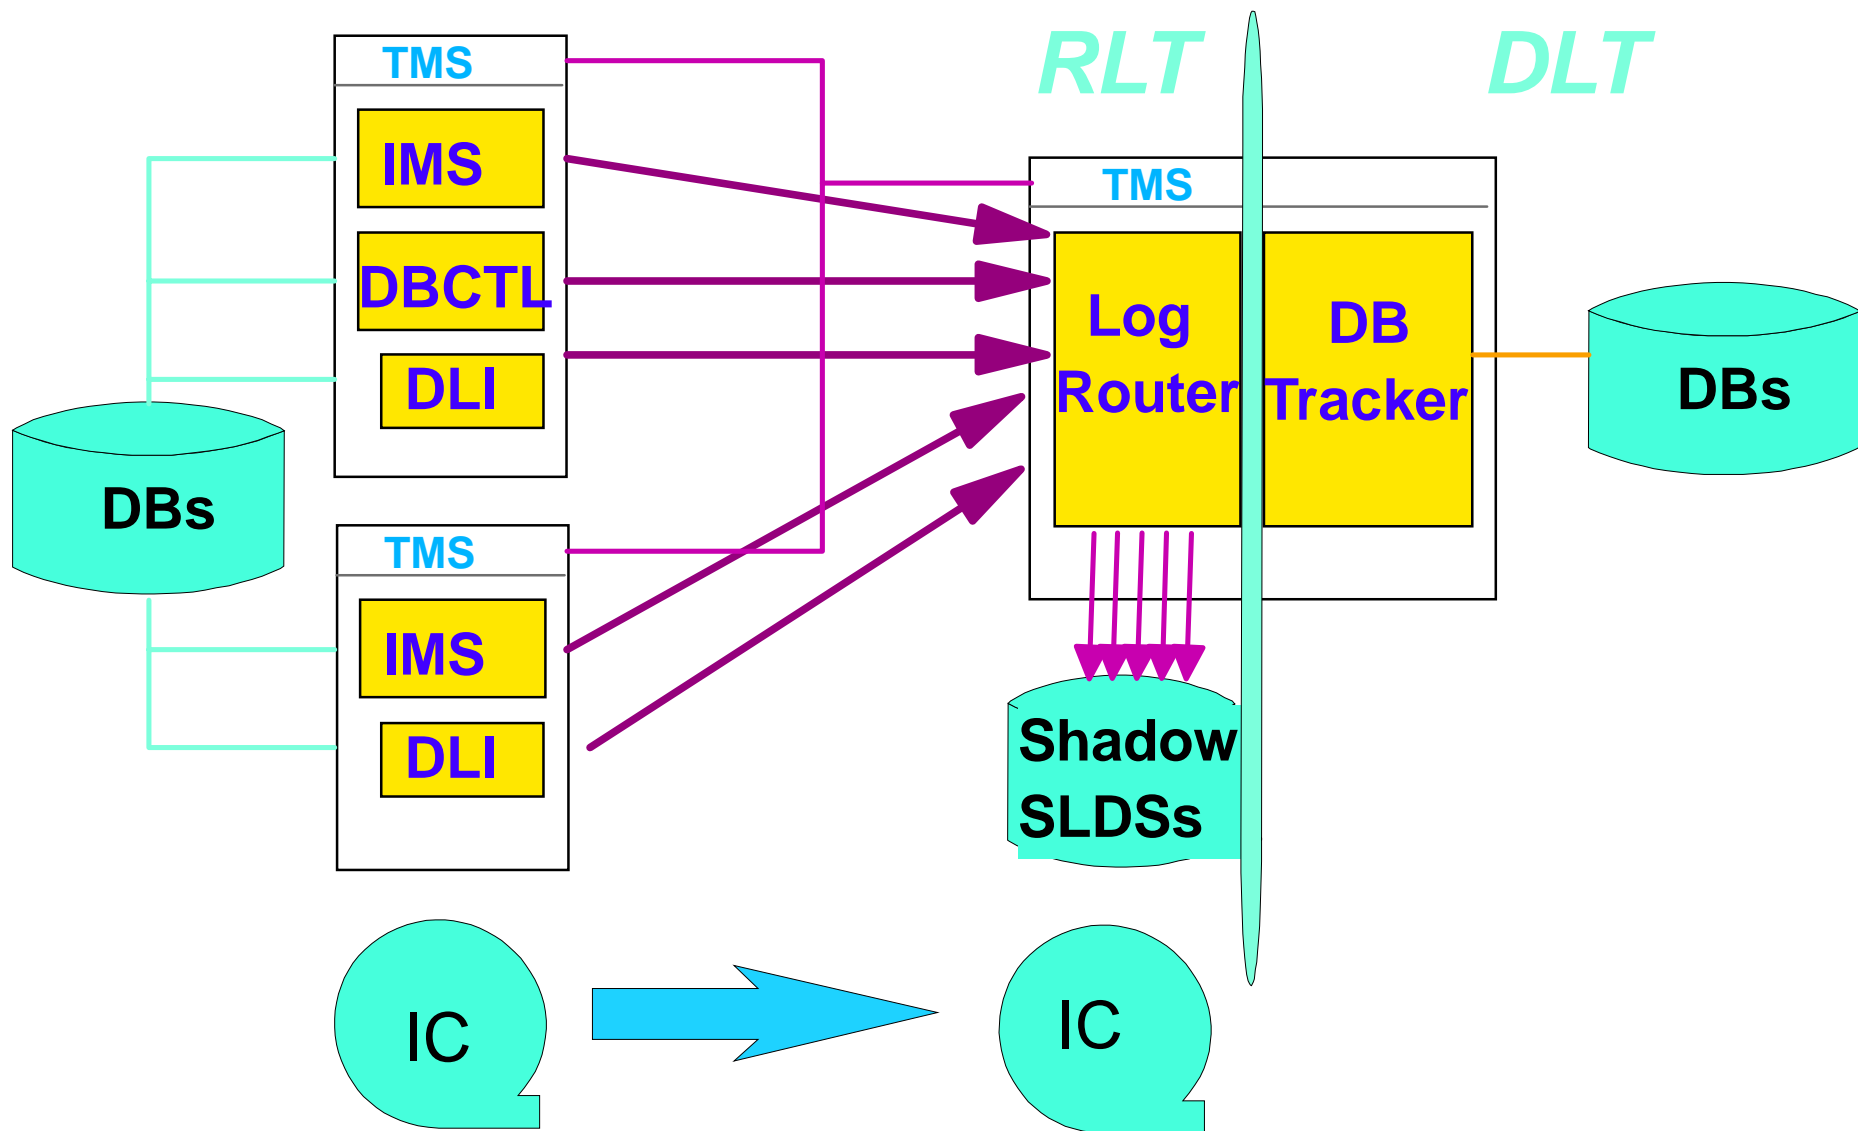 TMS
IMS
DBCTL
DLI
DBs
TMS
IMS
DLI
RLT
DLT
TMS
Log
Router
DB
Tracker
DBs
Shadow
SLDSs
IC
IC